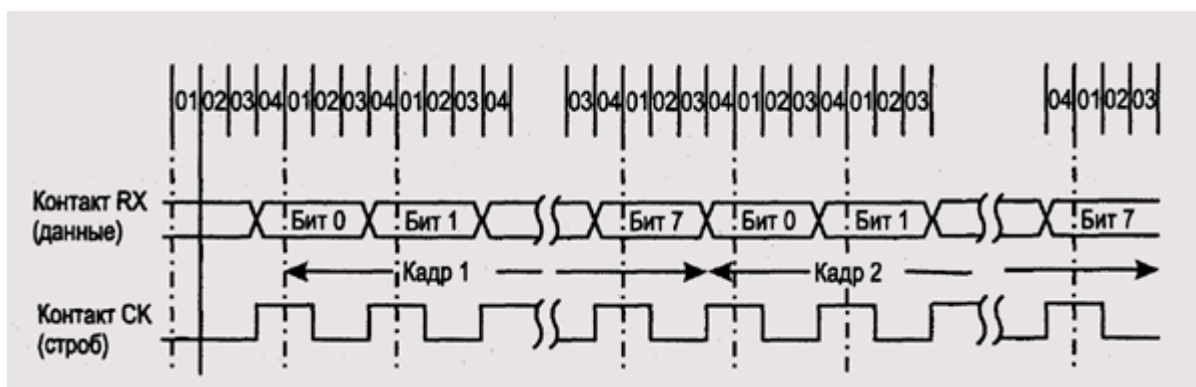 01 02 03 04 01 02 03 04 01 02 03 04 03 04 01 02 03 04 01 02 03 04 01 02 03 04 01 02 03
Контакт RX Бит 0 Бит 1 Бит 7 Бит 0 Бит 1 Бит 7
(данные)
Кадр 1 Кадр 2
Контакт СК
(строб)